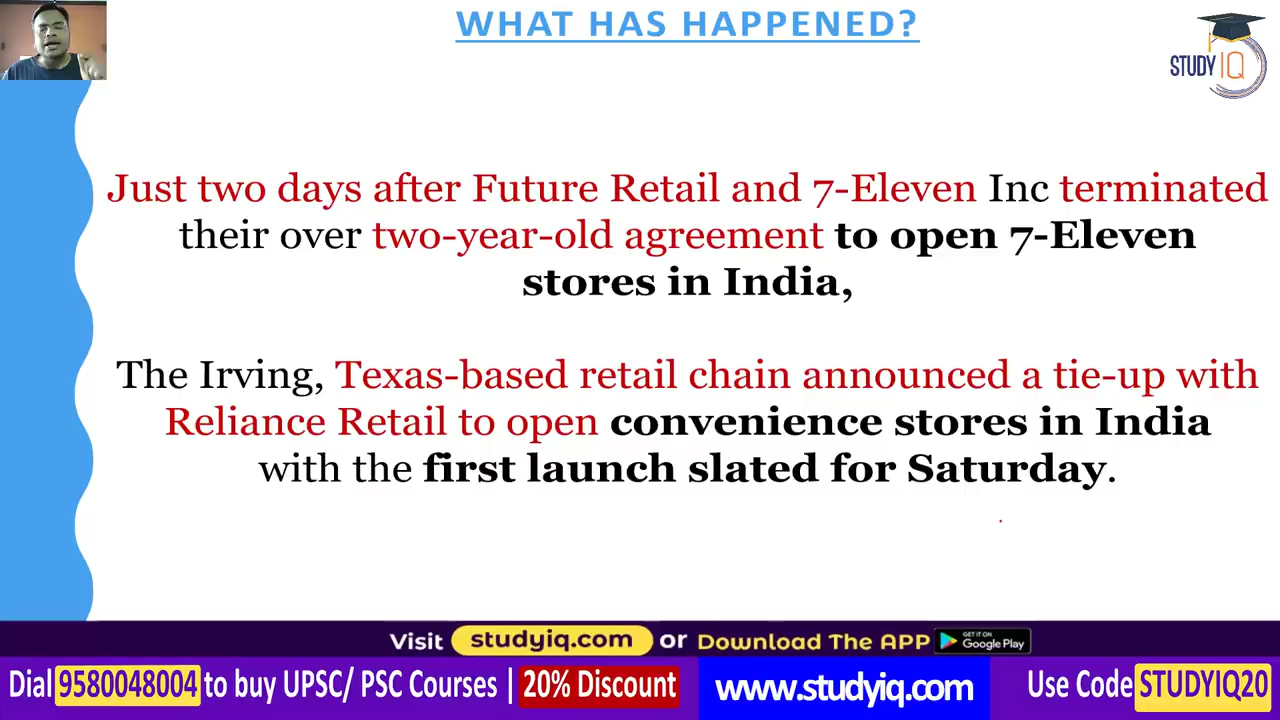 WHAT HAS HAPPENED?
STUDY IQ
Just two days after Future Retail and 7-Eleven Inc terminated
their over two-year-old agreement to open 7-Eleven
stores in India,
The Irving, Texas-based retail chain announced a tie-up with
Reliance Retail to open convenience stores in India
with the first launch slated for Saturday.
Visit studyiq.com or Download The APP GET IT ON Google Play
Dial 9580048004 to buy UPSC/ PSC Courses | 20% Discount www.studyiq.com Use Code STUDYIQ20